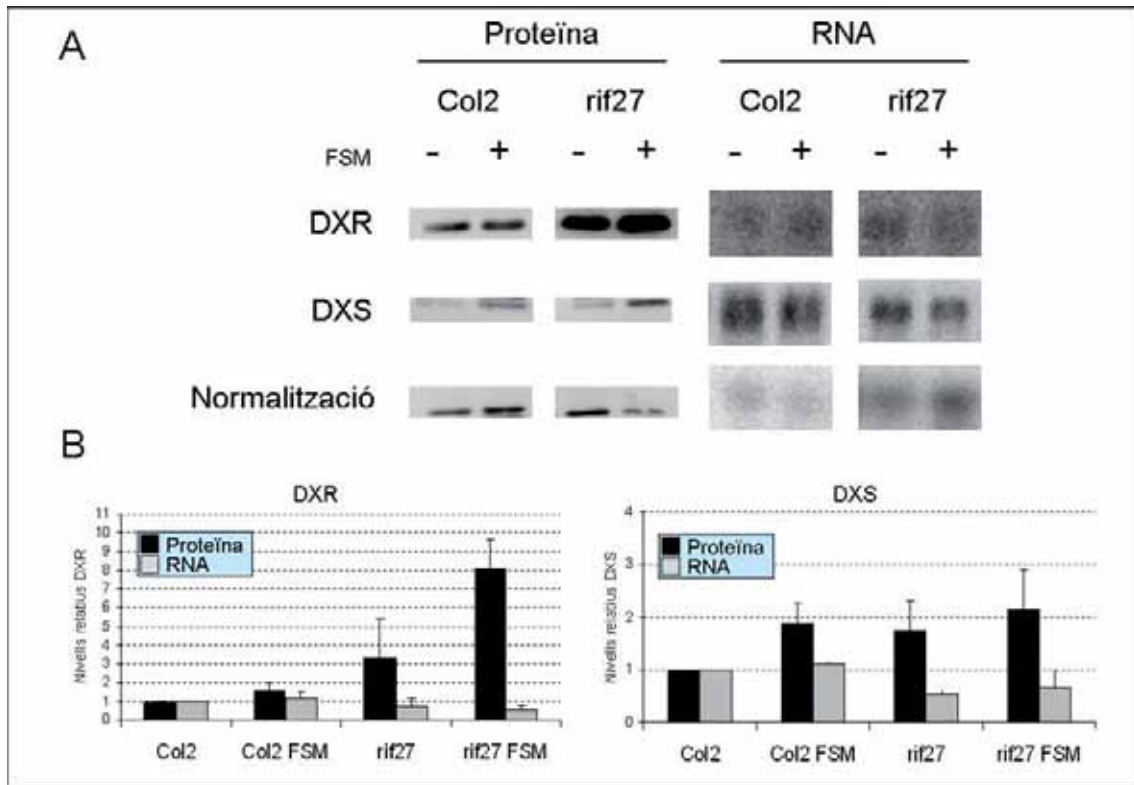 A
Proteïna RNA
Col2 rif27 Col2 rif27
FSM - + - + - + - +
DXR
DXS
Normalització
B
DXR
11
10
9
8
7
6
5
4
3
2
1
0
Nivells relatius DXR
Proteïna
RNA
Col2 Col2 FSM rif27 rif27 FSM
DXS
4
3
2
1
0
Nivells relatius DXS
Proteïna
RNA
Col2 Col2 FSM rif27 rif27 FSM